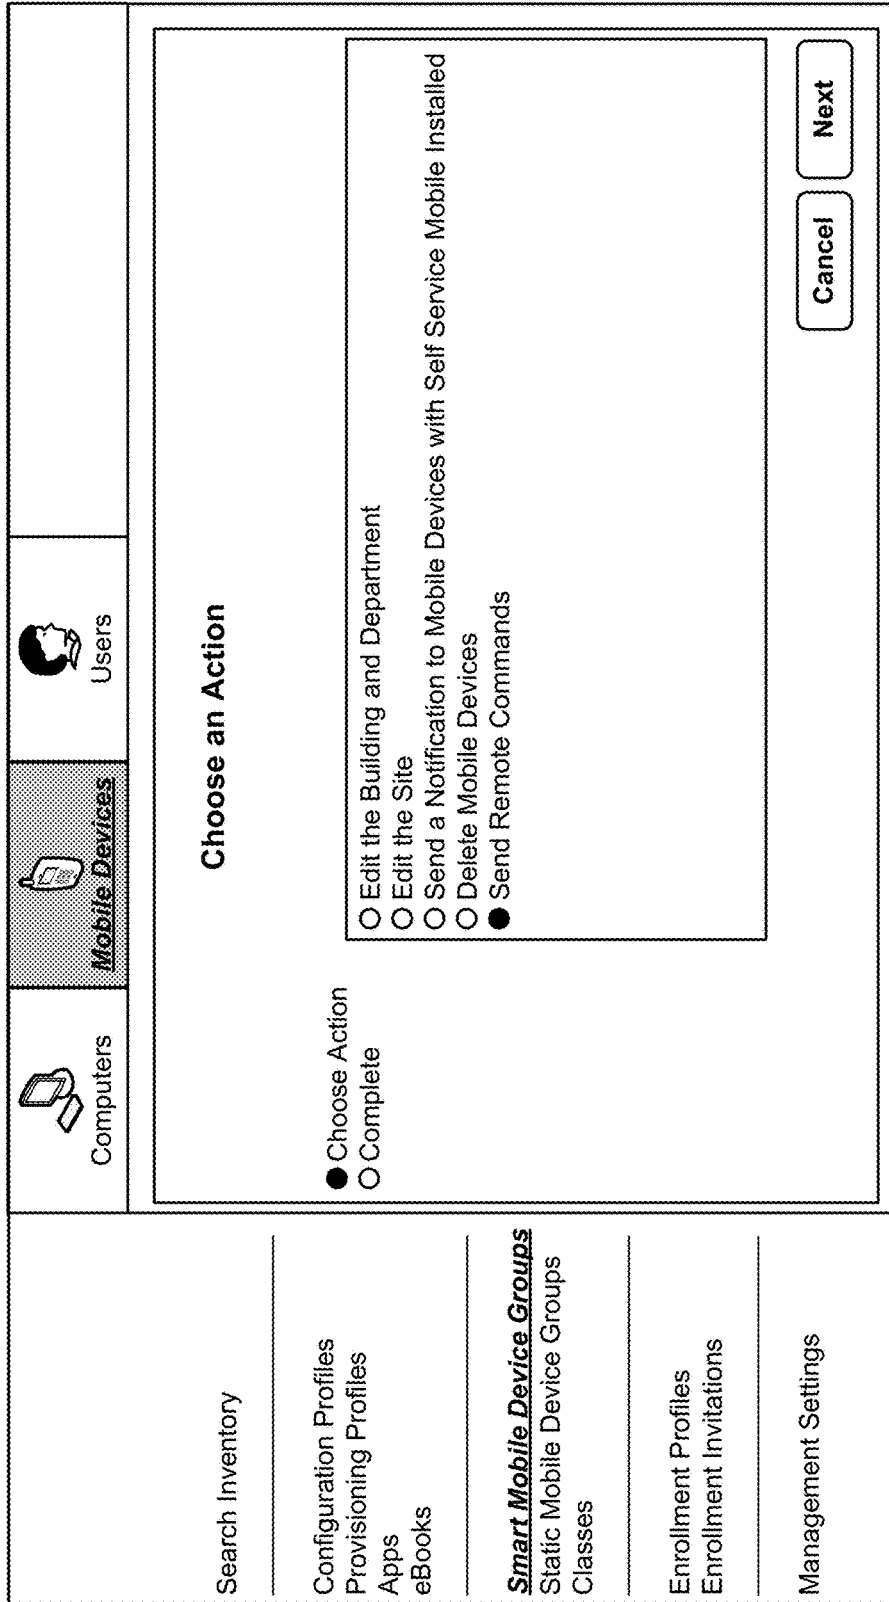 Computers
Mobile Devices
Users
Search Inventory
Configuration Profiles
Provisioning Profiles
Apps
eBooks
Smart Mobile Device Groups
Static Mobile Device Groups
Classes
Enrollment Profiles
Enrollment Invitations
Management Settings
Choose an Action
Choose Action
Complete
Edit the Building and Department
Edit the Site
Send a Notification to Mobile Devices with Self Service Mobile Installed
Delete Mobile Devices
Send Remote Commands
Cancel
Next